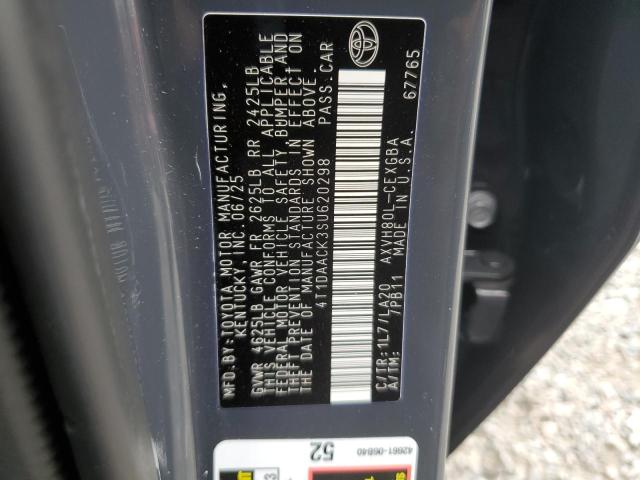 MFD. BY: TOYOTA MOTOR MANUFACTURING,
KENTUCKY, INC. 06/25
GVWR 4625LB GAWR FR 2625LB RR 2425LB
THIS VEHICLE CONFORMS TO ALL APPLICABLE
FEDERAL MOTOR VEHICLE SAFETY, BUMPER, AND
THEFT PREVENTION STANDARDS IN EFFECT ON
THE DATE OF MANUFACTURE SHOWN ABOVE.
4T1DAACK3SU620298 PASS. CAR
C/TR: 1L7/LA20 AXVH80L-CEXGBA
A/TM: 7PB11 MADE IN U.S.A. 67765
52
42661-06B40